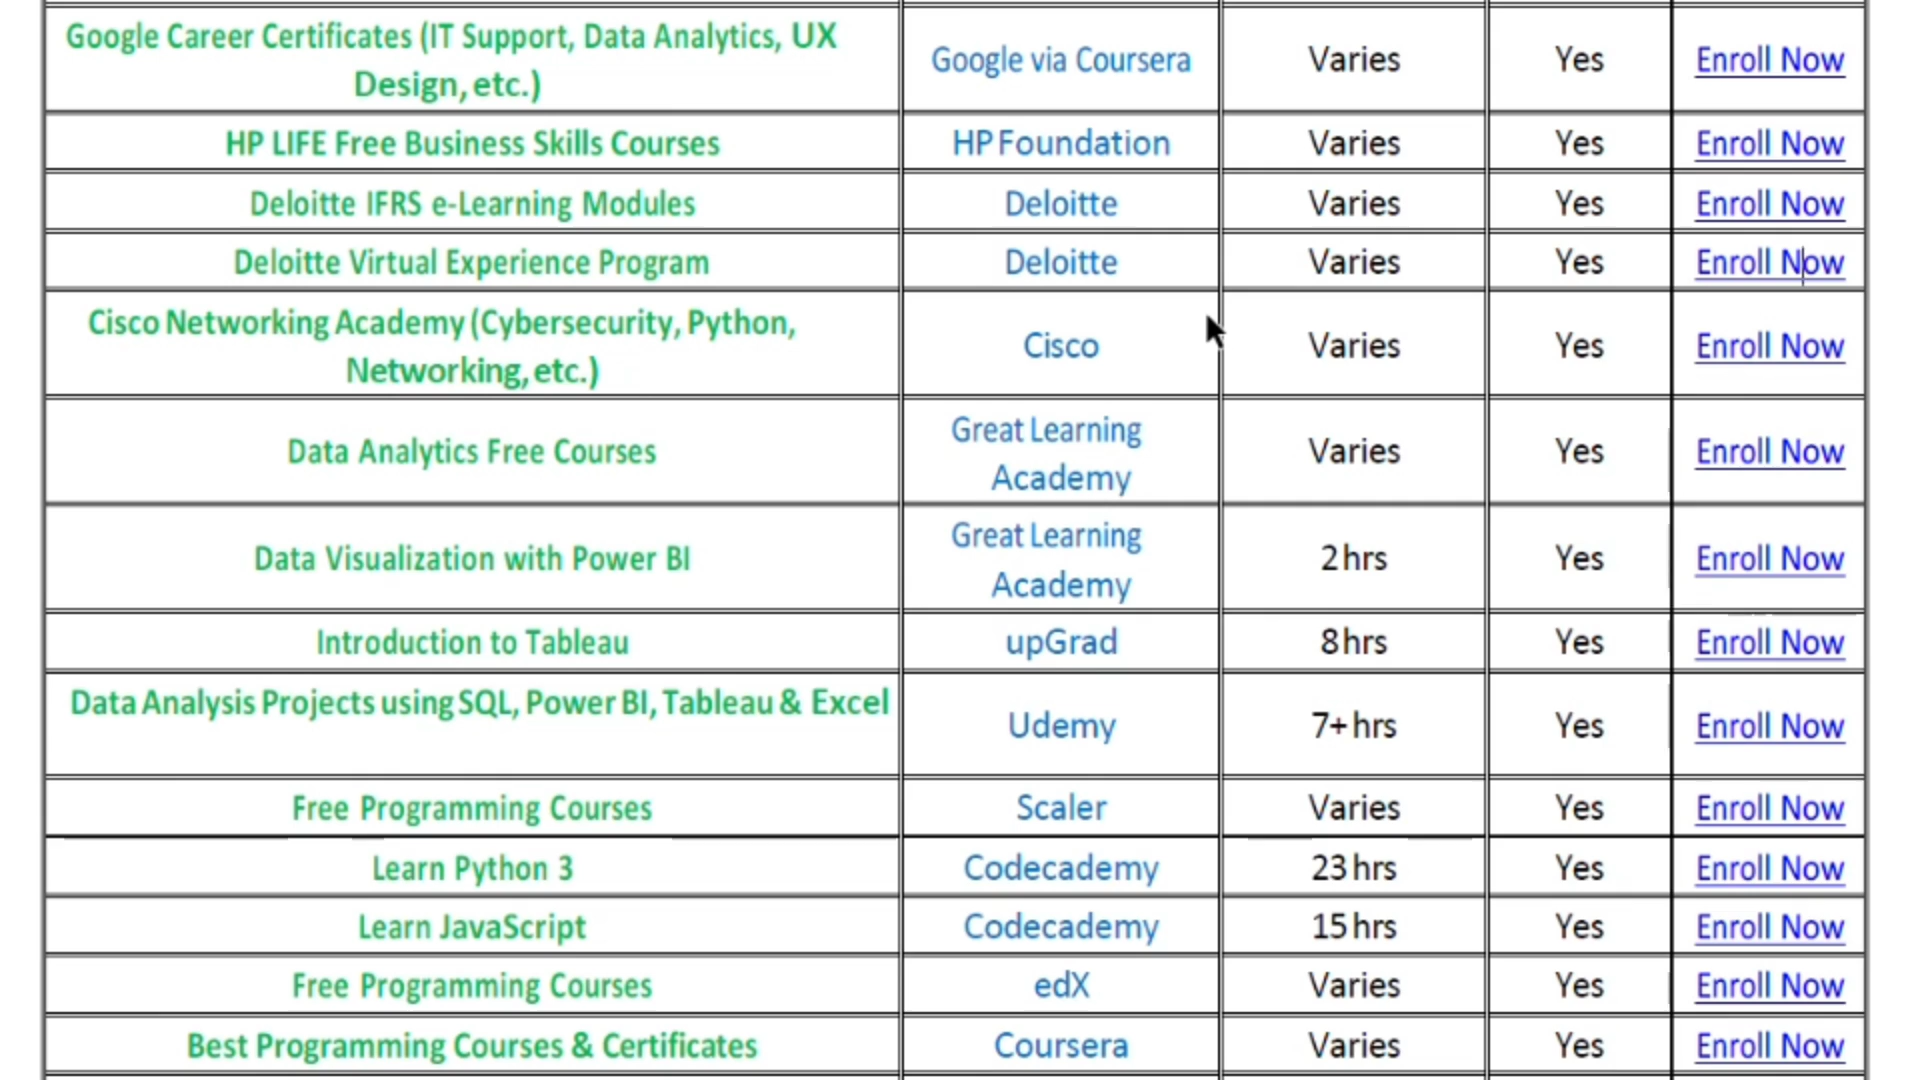 Google Career Certificates (IT Support, Data Analytics, UX
Design, etc.)
Google via Coursera
Varies
Yes
Enroll Now
HP LIFE Free Business Skills Courses
HP Foundation
Varies
Yes
Enroll Now
Deloitte IFRS e-Learning Modules
Deloitte
Varies
Yes
Enroll Now
Deloitte Virtual Experience Program
Deloitte
Varies
Yes
Enroll Now
Cisco Networking Academy (Cybersecurity, Python,
Networking, etc.)
Cisco
Varies
Yes
Enroll Now
Data Analytics Free Courses
Great Learning
Academy
Varies
Yes
Enroll Now
Data Visualization with Power BI
Great Learning
Academy
2 hrs
Yes
Enroll Now
Introduction to Tableau
upGrad
8 hrs
Yes
Enroll Now
Data Analysis Projects using SQL, Power BI, Tableau & Excel
Udemy
7+ hrs
Yes
Enroll Now
Free Programming Courses
Scaler
Varies
Yes
Enroll Now
Learn Python 3
Codecademy
23 hrs
Yes
Enroll Now
Learn JavaScript
Codecademy
15 hrs
Yes
Enroll Now
Free Programming Courses
edX
Varies
Yes
Enroll Now
Best Programming Courses & Certificates
Coursera
Varies
Yes
Enroll Now